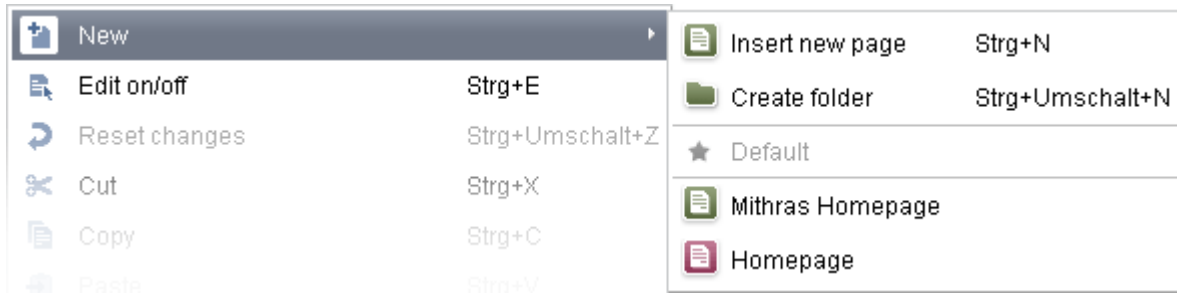 New
Edit on/off Strg+E
Reset changes Strg+Umschalt+Z
Cut Strg+X
Copy Strg+C
Paste Strg+V
Insert new page Strg+N
Create folder Strg+Umschalt+N
Default
Mithras Homepage
Homepage